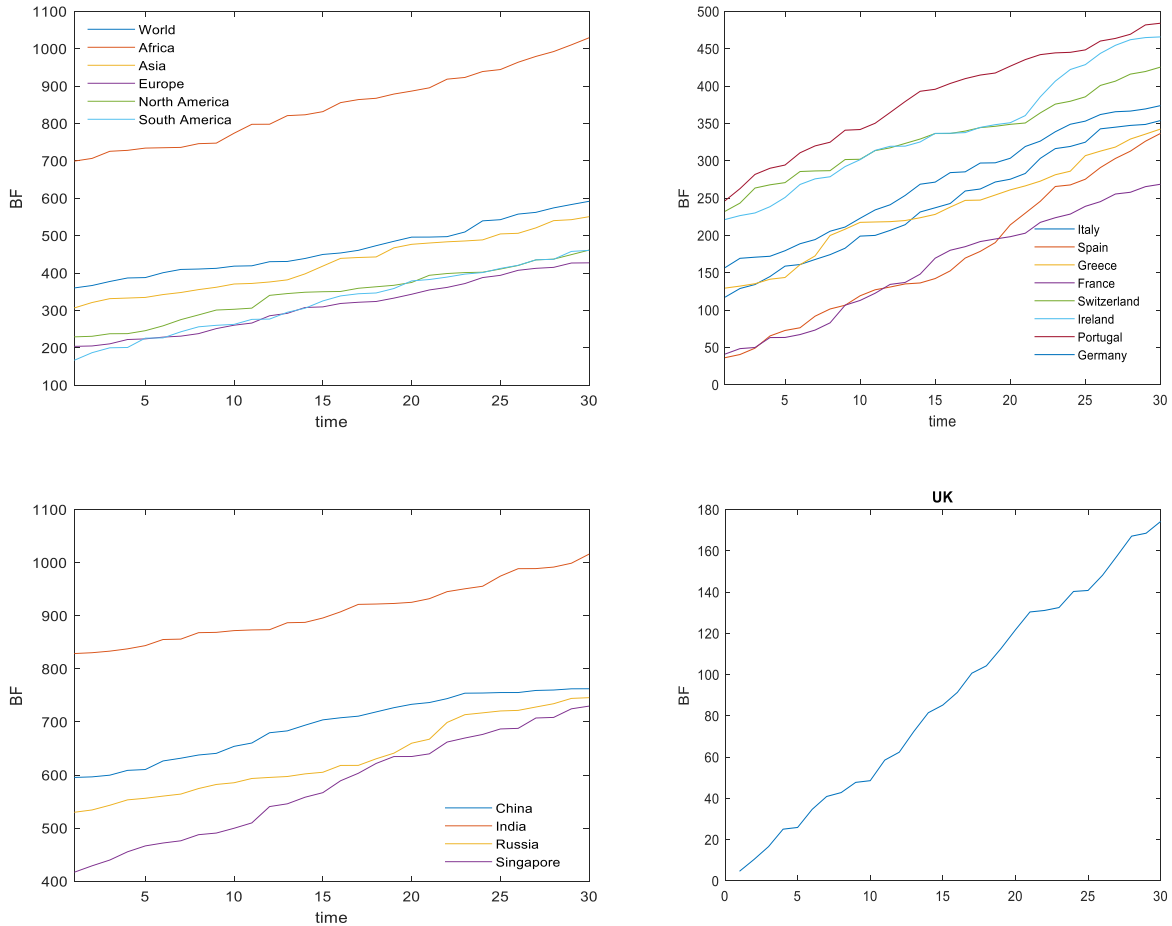 1100
1000
900
800
700
600
500
400
300
200
100
BF
World
Africa
Asia
Europe
North America
South America
5 10 15 20 25 30
time
500
450
400
350
300
250
200
150
100
50
0
BF
Italy
Spain
Greece
France
Switzerland
Ireland
Portugal
Germany
5 10 15 20 25 30
time
1100
1000
900
800
700
600
500
400
BF
China
India
Russia
Singapore
5 10 15 20 25 30
time
UK
180
160
140
120
100
80
60
40
20
0
BF
0 5 10 15 20 25 30